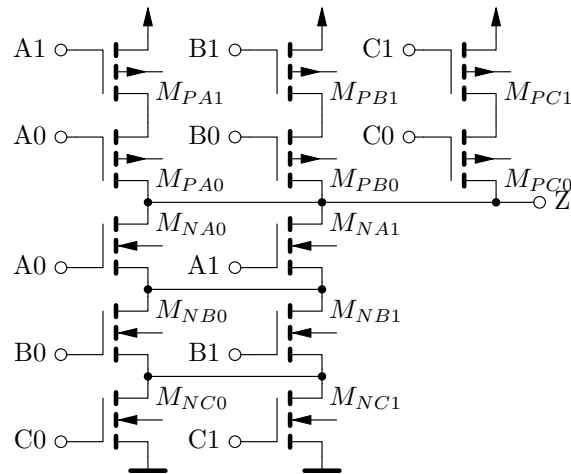 A1 B1 C1
M_{PA1} M_{PB1} M_{PC1}
A0 B0 C0
M_{PA0} M_{PB0} M_{PC0}
Z
M_{NA0} M_{NA1}
A0 A1
M_{NB0} M_{NB1}
B0 B1
M_{NC0} M_{NC1}
C0 C1